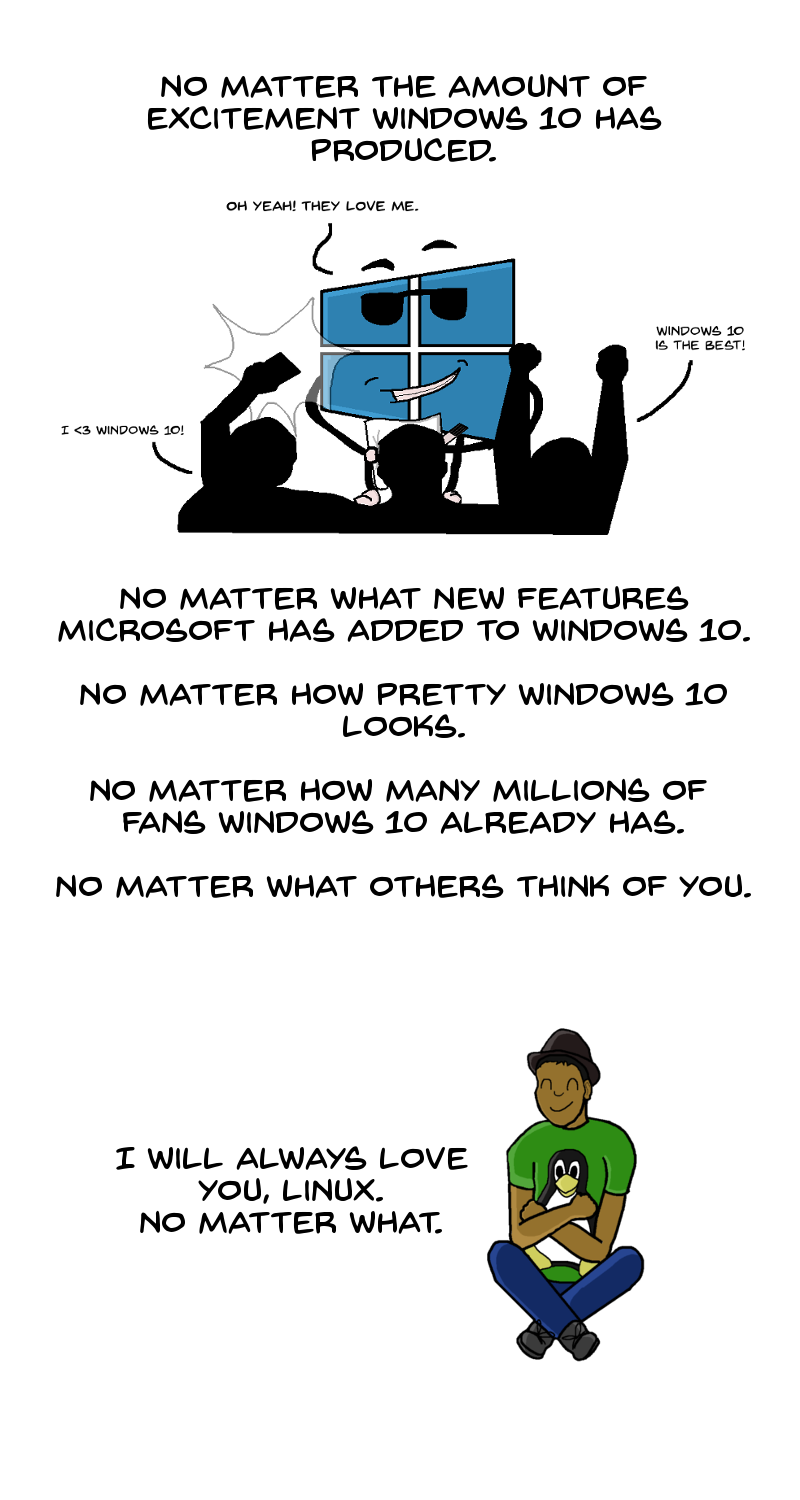 NO MATTER THE AMOUNT OF
EXCITEMENT WINDOWS 10 HAS
PRODUCED.
OH YEAH! THEY LOVE ME.
WINDOWS 10
IS THE BEST!
I <3 WINDOWS 10!
NO MATTER WHAT NEW FEATURES
MICROSOFT HAS ADDED TO WINDOWS 10.
NO MATTER HOW PRETTY WINDOWS 10
LOOKS.
NO MATTER HOW MANY MILLIONS OF
FANS WINDOWS 10 ALREADY HAS.
NO MATTER WHAT OTHERS THINK OF YOU.
I WILL ALWAYS LOVE
YOU, LINUX.
NO MATTER WHAT.